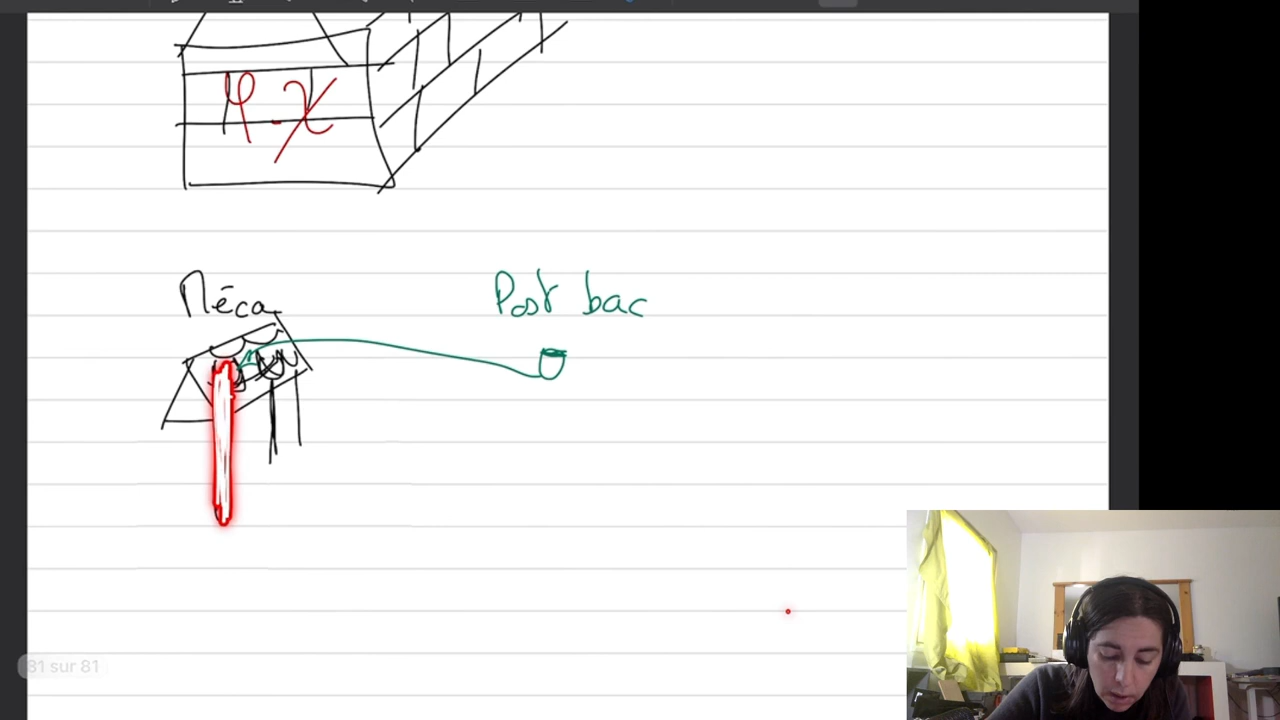 φ-χ
Méca
Post bac
81 sur 81